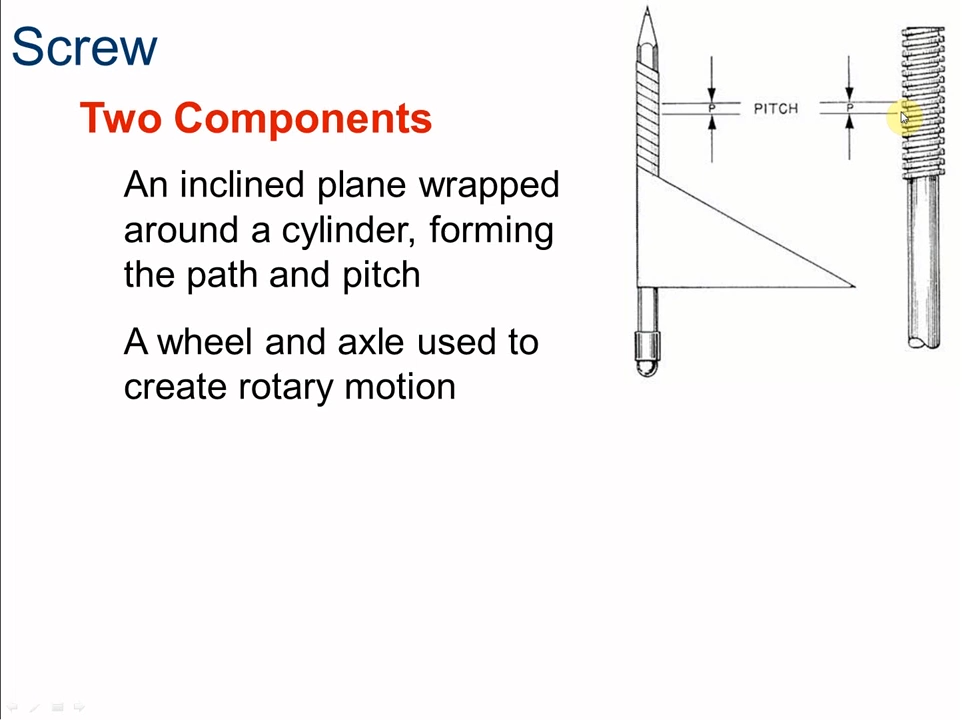 Screw
Two Components
An inclined plane wrapped
around a cylinder, forming
the path and pitch
A wheel and axle used to
create rotary motion
P PITCH P